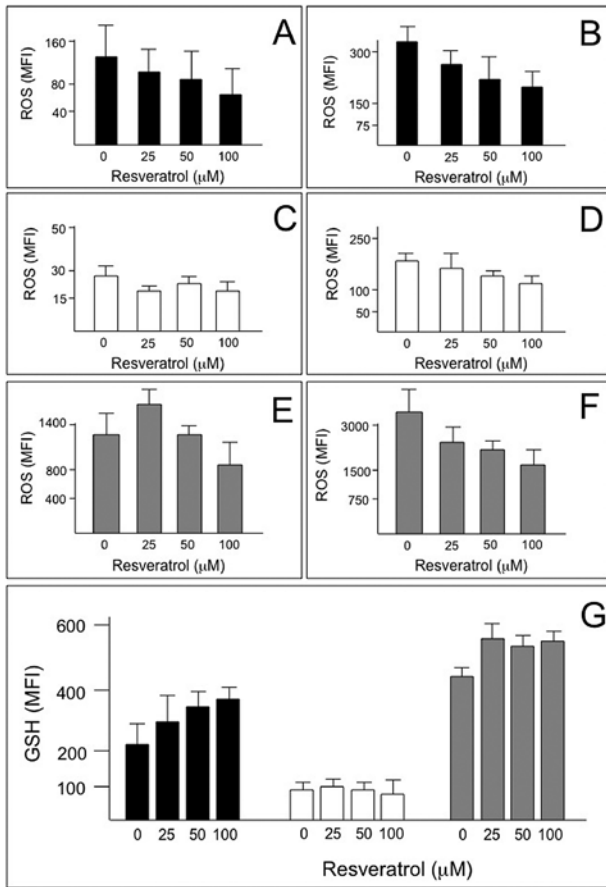 A
ROS (MFI)
160
80
40
0 25 50 100
Resveratrol (μM)
B
ROS (MFI)
300
150
75
0 25 50 100
Resveratrol (μM)
C
ROS (MFI)
50
30
15
0 25 50 100
Resveratrol (μM)
D
ROS (MFI)
250
100
50
0 25 50 100
Resveratrol (μM)
E
ROS (MFI)
1400
800
400
0 25 50 100
Resveratrol (μM)
F
ROS (MFI)
3000
1500
750
0 25 50 100
Resveratrol (μM)
G
GSH (MFI)
600
400
200
100
0 25 50 100 0 25 50 100 0 25 50 100
Resveratrol (μM)